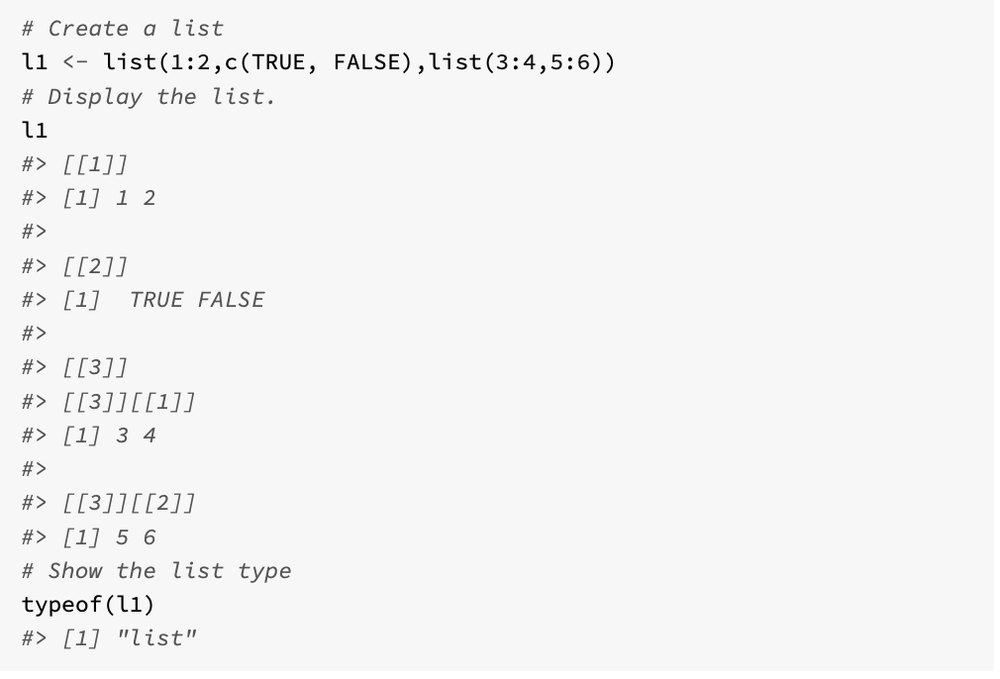 # Create a list
l1 <- list(1:2,c(TRUE, FALSE),list(3:4,5:6))
# Display the list.
l1
#> [[1]]
#> [1] 1 2
#>
#> [[2]]
#> [1]  TRUE FALSE
#>
#> [[3]]
#> [[3]][[1]]
#> [1] 3 4
#>
#> [[3]][[2]]
#> [1] 5 6
# Show the list type
typeof(l1)
#> [1] "list"